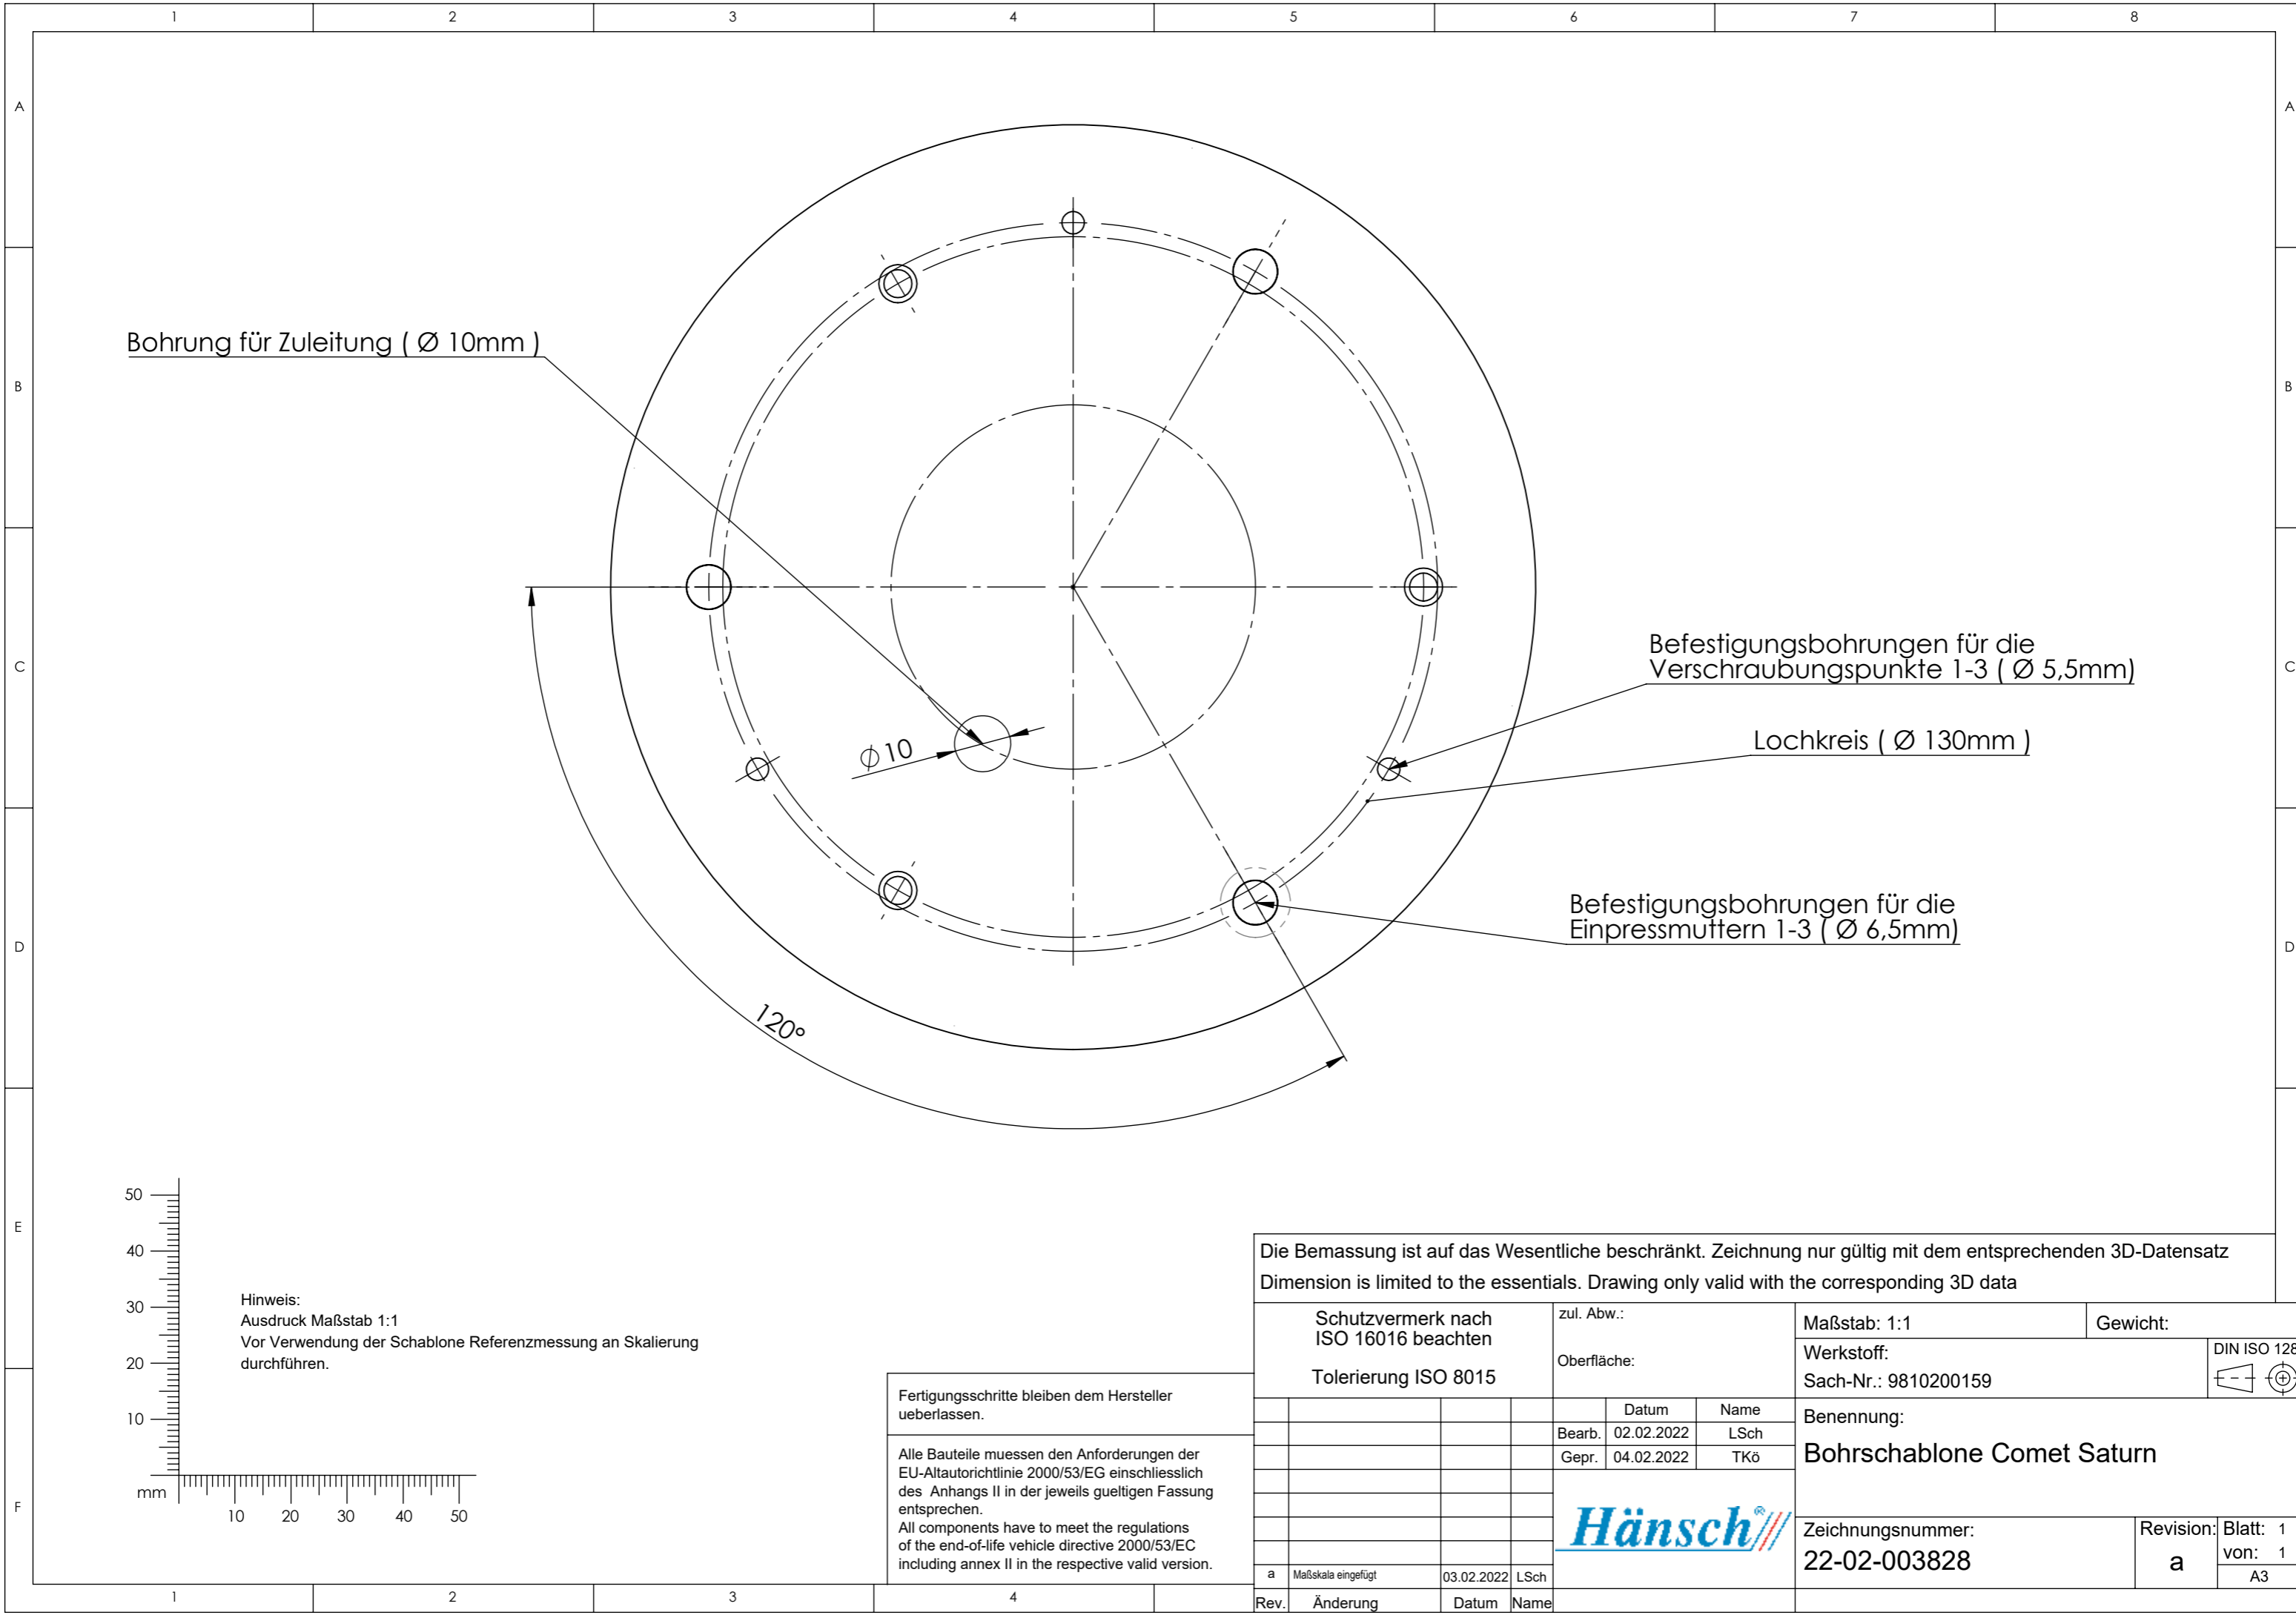 1 2 3 4 5 6 7 8
A A
B B
C C
D D
E
F
Bohrung für Zuleitung ( Ø 10mm )
Befestigungsbohrungen für die
Verschraubungspunkte 1-3 ( Ø 5,5mm)
Lochkreis ( Ø 130mm )
⌀10
Befestigungsbohrungen für die
Einpressmuttern 1-3 ( Ø 6,5mm)
120°
50
40
30
20
10
mm
10 20 30 40 50
Hinweis:
Ausdruck Maßstab 1:1
Vor Verwendung der Schablone Referenzmessung an Skalierung
durchführen.
Fertigungsschritte bleiben dem Hersteller
ueberlassen.
Alle Bauteile muessen den Anforderungen der
EU-Altautorichtlinie 2000/53/EG einschliesslich
des Anhangs II in der jeweils gueltigen Fassung
entsprechen.
All components have to meet the regulations
of the end-of-life vehicle directive 2000/53/EC
including annex II in the respective valid version.
Die Bemassung ist auf das Wesentliche beschränkt. Zeichnung nur gültig mit dem entsprechenden 3D-Datensatz
Dimension is limited to the essentials. Drawing only valid with the corresponding 3D data
Schutzvermerk nach
ISO 16016 beachten
Tolerierung ISO 8015
zul. Abw.:
Oberfläche:
Maßstab: 1:1
Gewicht:
Werkstoff:
Sach-Nr.: 9810200159
DIN ISO 128
Datum Name
Bearb. 02.02.2022 LSch
Gepr. 04.02.2022 TKö
Benennung:
Bohrschablone Comet Saturn
Hänsch®
Zeichnungsnummer:
22-02-003828
Revision:
a
Blatt: 1
von: 1
A3
a Maßskala eingefügt 03.02.2022 LSch
Rev. Änderung Datum Name
1 2 3 4